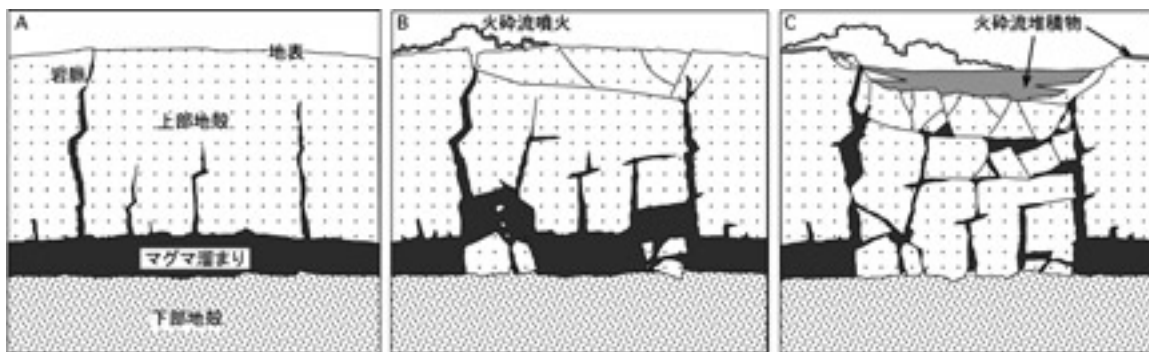 A
地表
岩脈
上部地殻
マグマ溜まり
下部地殻
B
火砕流噴火
C
火砕流堆積物